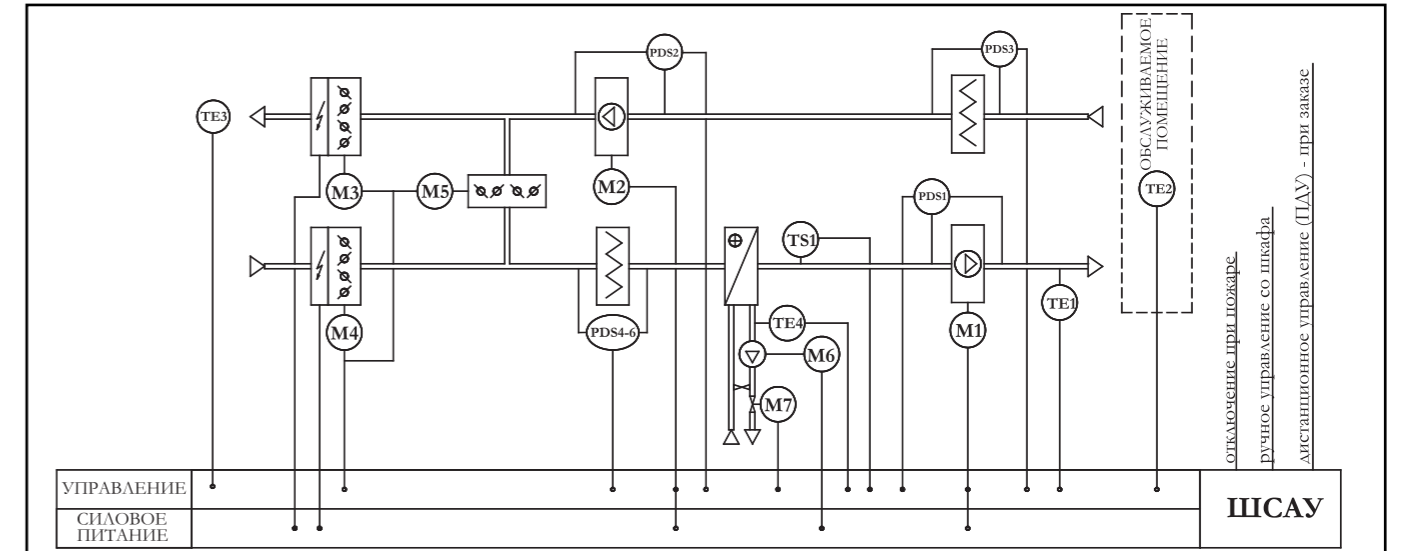 PDS2
PDS3
TE3
ОБСЛУЖИВАЕМОЕ
ПОМЕЩЕНИЕ
M3
M5
M2
PDS1
TE2
TS1
M4
PDS4-6
TE4
M6
M1
TE1
M7
отключение при пожаре
ручное управление со шкафа
дистанционное управление (ПДУ) - при заказе
УПРАВЛЕНИЕ
СИЛОВОЕ
ПИТАНИЕ
ШСАУ